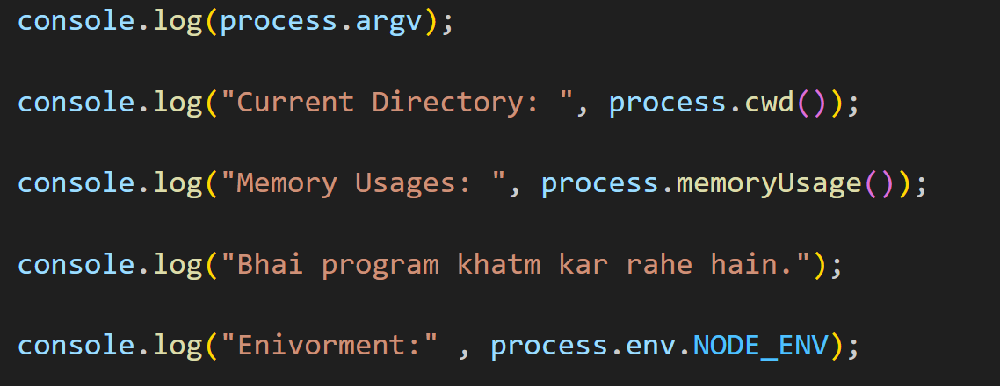 console.log(process.argv);
console.log("Current Directory: ", process.cwd());
console.log("Memory Usages: ", process.memoryUsage());
console.log("Bhai program khatm kar rahe hain.");
console.log("Enivorment:" , process.env.NODE_ENV);